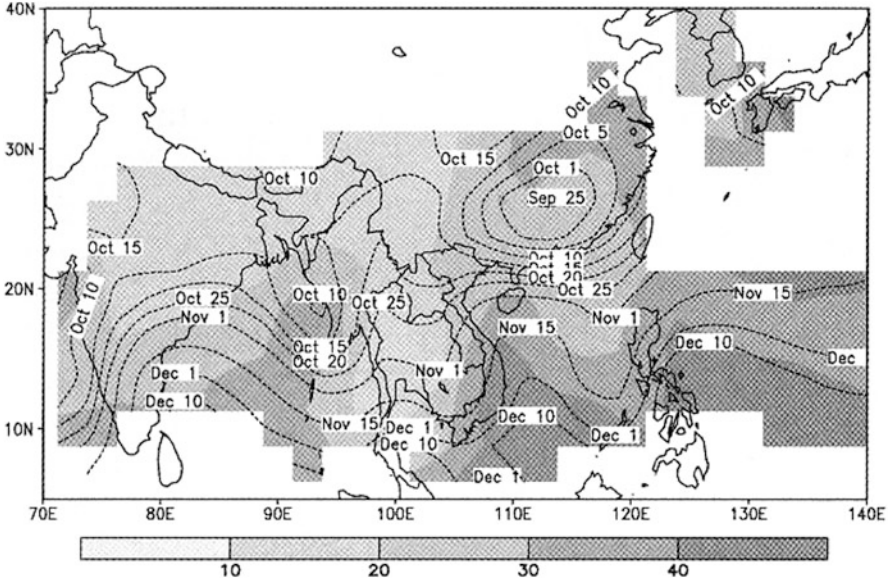 40N
Oct 10
Oct 10
30N
Oct 5
Oct 15
Oct 1
Oct 10
Sep 25
Oct 15
Oct 10
Oct 15
Oct 20
20N
Oct 10
Oct 10
Oct 25
Oct 25
Oct 25
Nov 15
Nov 1
Nov 15
Nov 1
Oct 15
Oct 20
Dec 10
Dec
Dec 1
Nov 1
Dec 10
10N
Nov 15
Dec 1
Dec 10
Dec 10
Dec 1
Dec 1
70E 80E 90E 100E 110E 120E 130E 140E
10 20 30 40